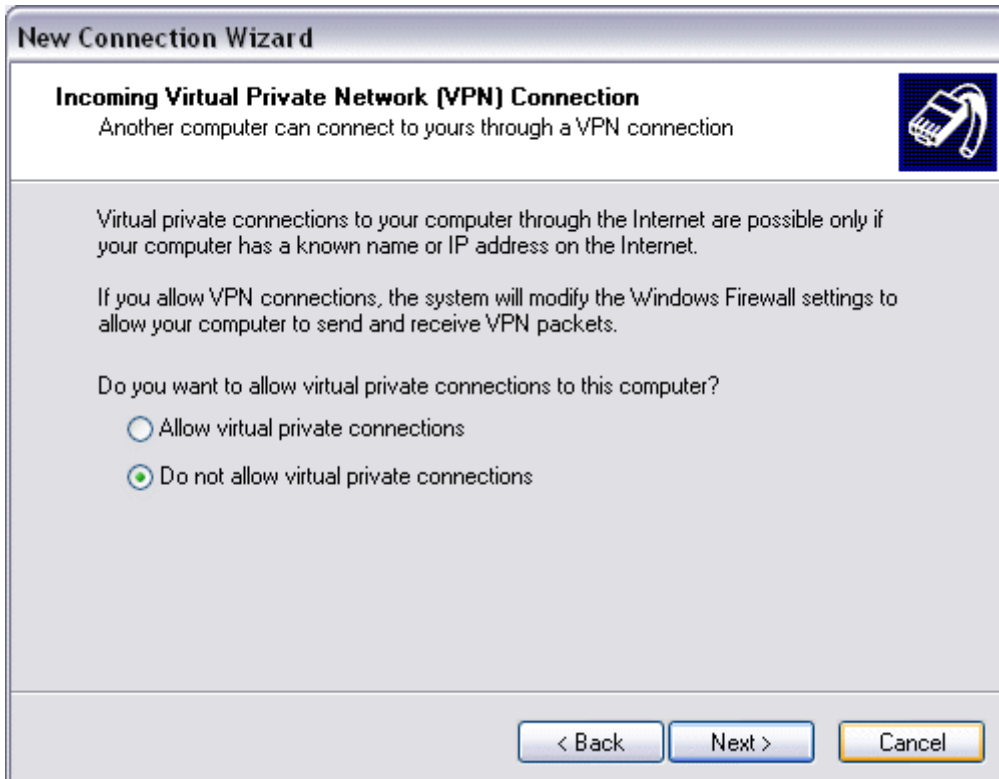 New Connection Wizard
Incoming Virtual Private Network (VPN) Connection
Another computer can connect to yours through a VPN connection
Virtual private connections to your computer through the Internet are possible only if
your computer has a known name or IP address on the Internet.
If you allow VPN connections, the system will modify the Windows Firewall settings to
allow your computer to send and receive VPN packets.
Do you want to allow virtual private connections to this computer?
Allow virtual private connections
Do not allow virtual private connections
< Back Next > Cancel